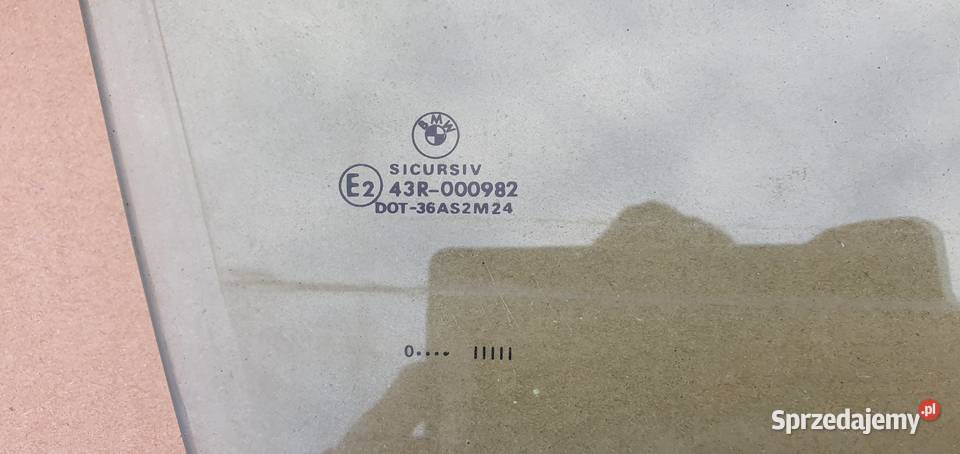 BMW
SICURSIV
E2 43R-000982
DOT-36AS2M24
0.... IIIII
Sprzedajemy.pl